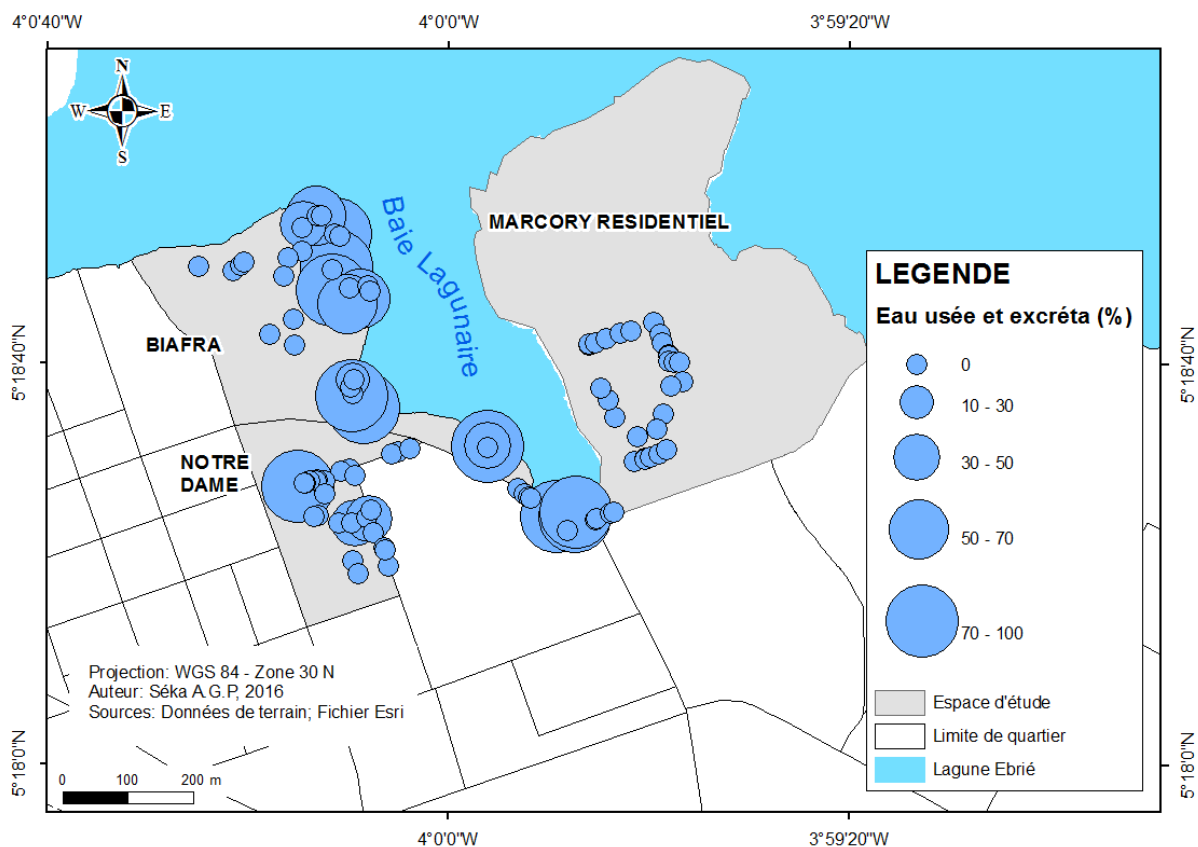 4°0'40"W
4°0'0"W
3°59'20"W
N
W
E
S
Baie Lagunaire
MARCORY RESIDENTIEL
BIAFRA
NOTRE
DAME
5°18'40"N
5°18'40"N
LEGENDE
Eau usée et excréta (%)
0
10 - 30
30 - 50
50 - 70
70 - 100
Espace d'étude
Limite de quartier
Lagune Ebrié
Projection: WGS 84 - Zone 30 N
Auteur: Séka A.G.P, 2016
Sources: Données de terrain; Fichier Esri
0 100 200 m
5°18'0"N
5°18'0"N
4°0'0"W
3°59'20"W